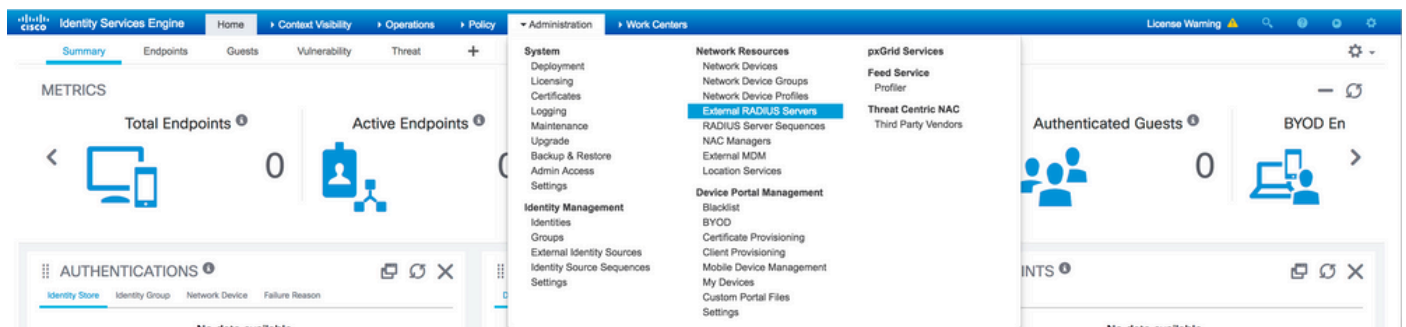 cisco Identity Services Engine Home Context Visibility Operations Policy Administration Work Centers License Warning
Summary Endpoints Guests Vulnerability Threat
System
Deployment
Licensing
Certificates
Logging
Maintenance
Upgrade
Backup & Restore
Admin Access
Settings
Identity Management
Identities
Groups
External Identity Sources
Identity Source Sequences
Settings
Network Resources
Network Devices
Network Device Groups
Network Device Profiles
External RADIUS Servers
RADIUS Server Sequences
NAC Managers
External MDM
Location Services
Device Portal Management
Blacklist
BYOD
Certificate Provisioning
Client Provisioning
Mobile Device Management
My Devices
Custom Portal Files
Settings
pxGrid Services
Feed Service
Profiler
Threat Centric NAC
Third Party Vendors
METRICS
Total Endpoints
0
Active Endpoints
Authenticated Guests
0
BYOD En
AUTHENTICATIONS
Identity Store Identity Group Network Device Failure Reason
No data available
INTS
No data available